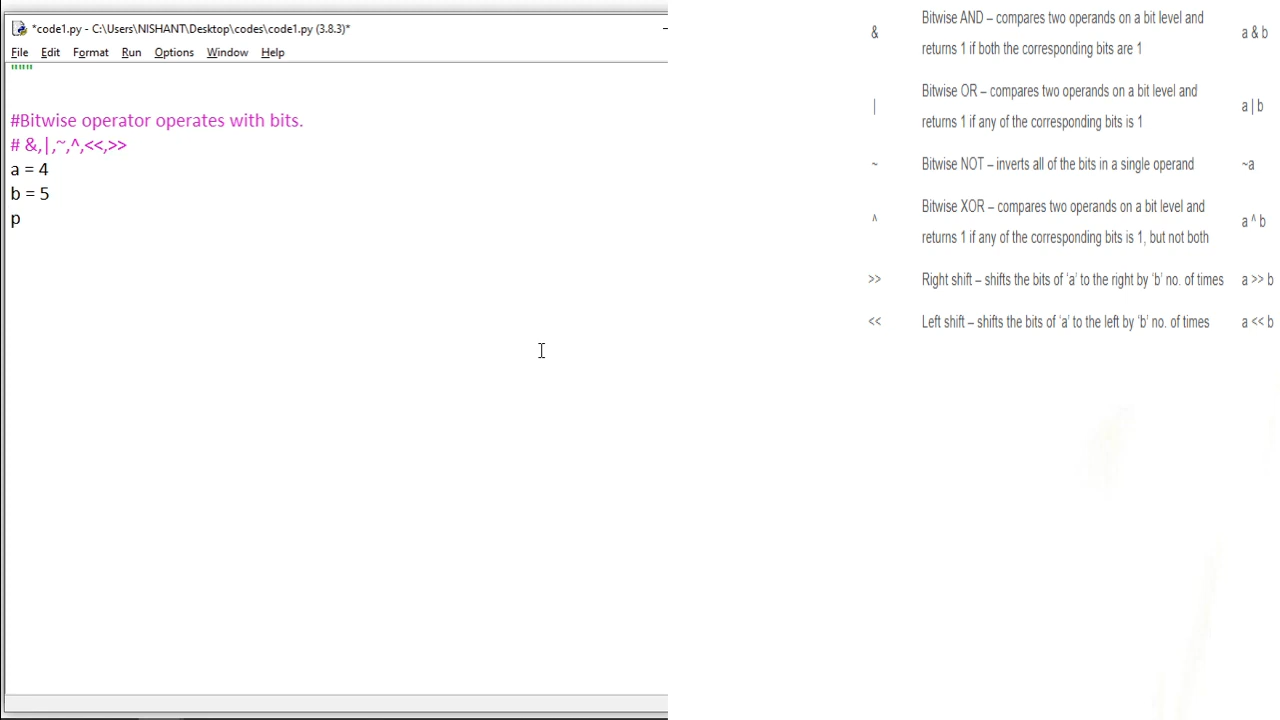 *code1.py - C:\Users\NISHANT\Desktop\codes\code1.py (3.8.3)*
File Edit Format Run Options Window Help
"""
#Bitwise operator operates with bits.
# &,|,~,^,<<,>>
a = 4
b = 5
p
& Bitwise AND – compares two operands on a bit level and a & b
returns 1 if both the corresponding bits are 1
| Bitwise OR – compares two operands on a bit level and a | b
returns 1 if any of the corresponding bits is 1
~ Bitwise NOT – inverts all of the bits in a single operand ~a
^ Bitwise XOR – compares two operands on a bit level and a ^ b
returns 1 if any of the corresponding bits is 1, but not both
>> Right shift – shifts the bits of 'a' to the right by 'b' no. of times a >> b
<< Left shift – shifts the bits of 'a' to the left by 'b' no. of times a << b